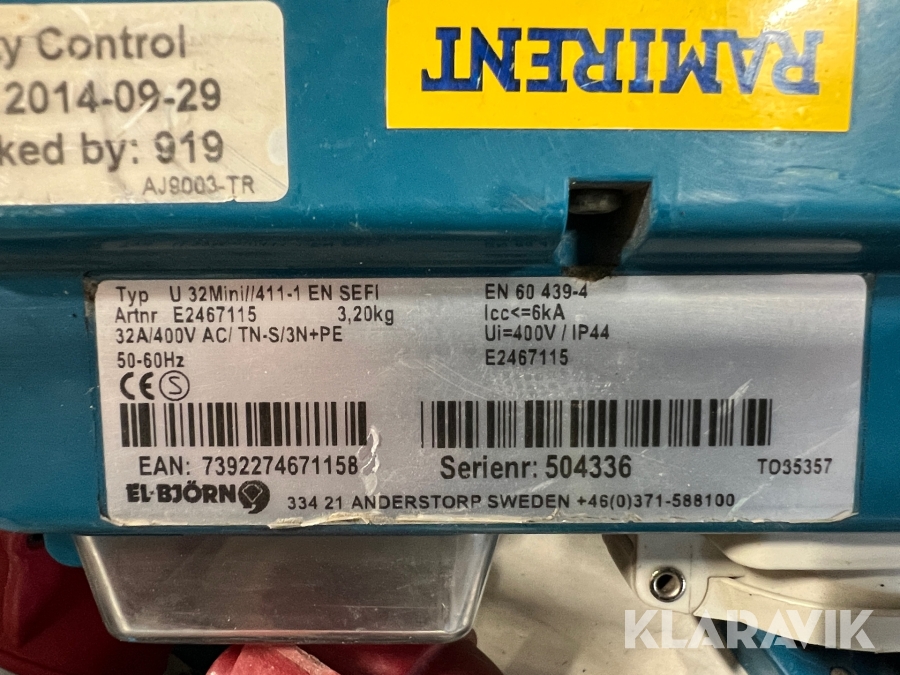 y Control
2014-09-29
ked by: 919
AJ9003-TR
RAMIRENT
Typ U 32Mini//411-1 EN SEFI
Artnr E2467115 3,20kg
32A/400V AC/ TN-S/3N+PE
50-60Hz
EN 60 439-4
Icc<=6kA
Ui=400V / IP44
E2467115
CE S
EAN: 7392274671158
Serienr: 504336
TO35357
EL·BJÖRN
334 21 ANDERSTORP SWEDEN +46(0)371-588100
KLARAVIK